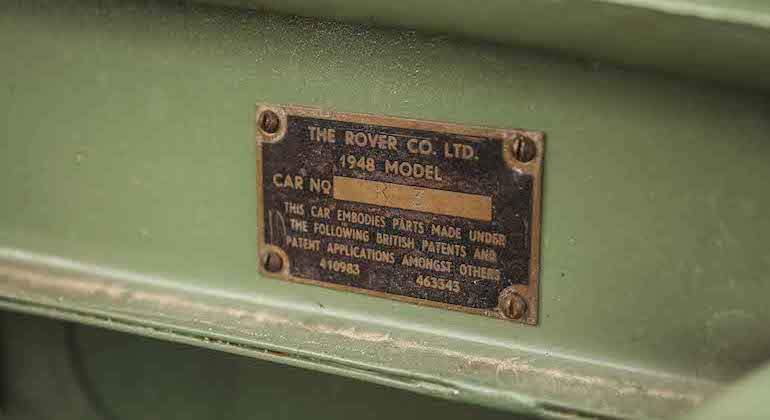 THE ROVER CO. LTD.
1948 MODEL
CAR NO R 3
THIS CAR EMBODIES PARTS MADE UNDER
THE FOLLOWING BRITISH PATENTS AND
PATENT APPLICATIONS AMONGST OTHERS
410983 463343